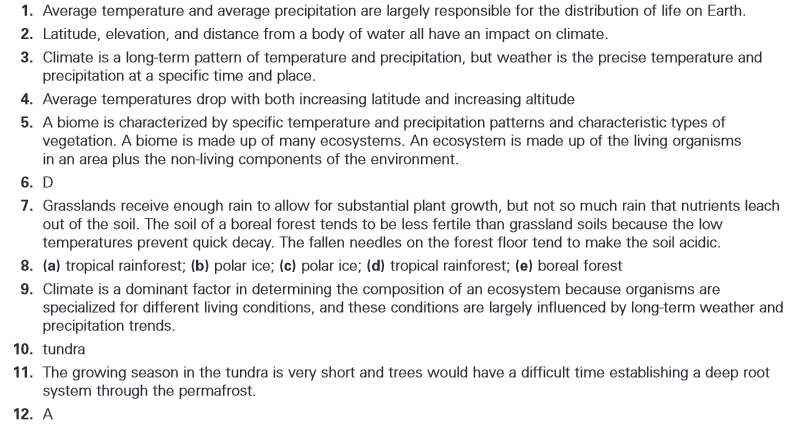 1. Average temperature and average precipitation are largely responsible for the distribution of life on Earth.
2. Latitude, elevation, and distance from a body of water all have an impact on climate.
3. Climate is a long-term pattern of temperature and precipitation, but weather is the precise temperature and
precipitation at a specific time and place.
4. Average temperatures drop with both increasing latitude and increasing altitude
5. A biome is characterized by specific temperature and precipitation patterns and characteristic types of
vegetation. A biome is made up of many ecosystems. An ecosystem is made up of the living organisms
in an area plus the non-living components of the environment.
6. D
7. Grasslands receive enough rain to allow for substantial plant growth, but not so much rain that nutrients leach
out of the soil. The soil of a boreal forest tends to be less fertile than grassland soils because the low
temperatures prevent quick decay. The fallen needles on the forest floor tend to make the soil acidic.
8. (a) tropical rainforest; (b) polar ice; (c) polar ice; (d) tropical rainforest; (e) boreal forest
9. Climate is a dominant factor in determining the composition of an ecosystem because organisms are
specialized for different living conditions, and these conditions are largely influenced by long-term weather and
precipitation trends.
10. tundra
11. The growing season in the tundra is very short and trees would have a difficult time establishing a deep root
system through the permafrost.
12. A